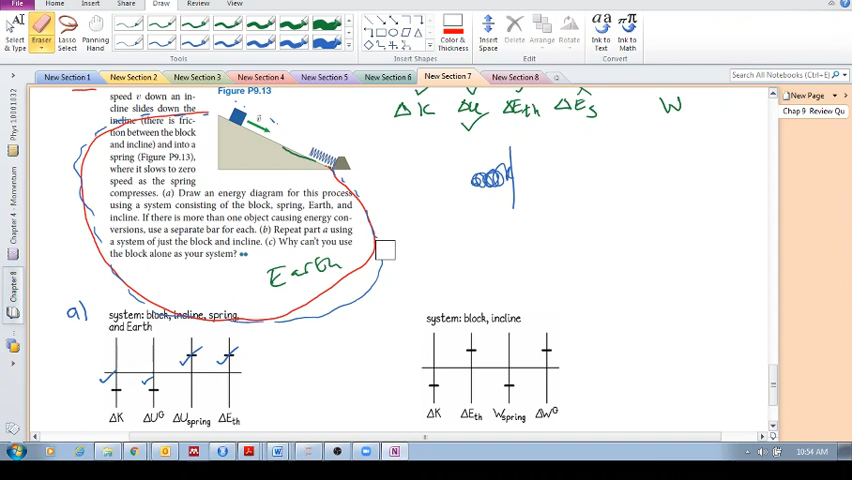 File Home Insert Share Draw History Review View
Select & Type
Eraser
Lasso Select
Panning Hand
Tools
Insert Shapes
Color & Thickness
Insert Space
Delete
Arrange
Rotate
Edit
Ink to Text
Ink to Math
Convert
New Section 1
New Section 2
New Section 3
New Section 4
New Section 5
New Section 6
New Section 7
New Section 8
Search All Notebooks (Ctrl+E)
Phys 10101032
Chapter 4 - Momentum
Chapter 8
New Page
Chap 9 Review Qu
speed v down an in-
cline slides down the
incline (there is fric-
tion between the block
and incline) and into a
spring (Figure P9.13),
where it slows to zero
speed as the spring
compresses. (a) Draw an energy diagram for this process
using a system consisting of the block, spring, Earth, and
incline. If there is more than one object causing energy con-
versions, use a separate bar for each. (b) Repeat part a using
a system of just the block and incline. (c) Why can't you use
the block alone as your system?
Figure P9.13
v
Earth
ΔK ΔU ΔEth ΔEs W
a)
system: block, incline, spring,
and Earth
ΔK ΔUG ΔUspring ΔEth
system: block, incline
ΔK ΔEth Wspring ΔWG
10:54 AM